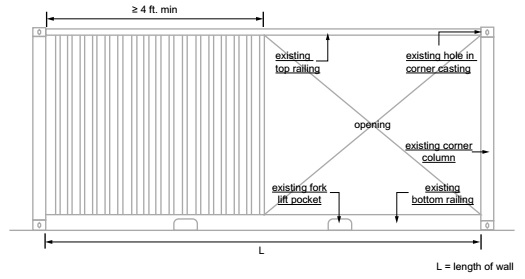 ≥ 4 ft. min
existing
top railing
existing hole in
corner casting
opening
existing corner
column
existing fork
lift pocket
existing
bottom railing
L
L = length of wall